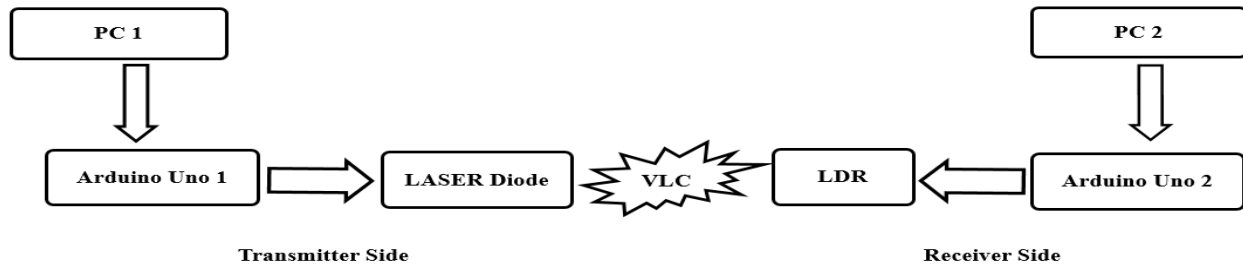 PC 1
PC 2
Arduino Uno 1
LASER Diode
VLC
LDR
Arduino Uno 2
Transmitter Side
Receiver Side